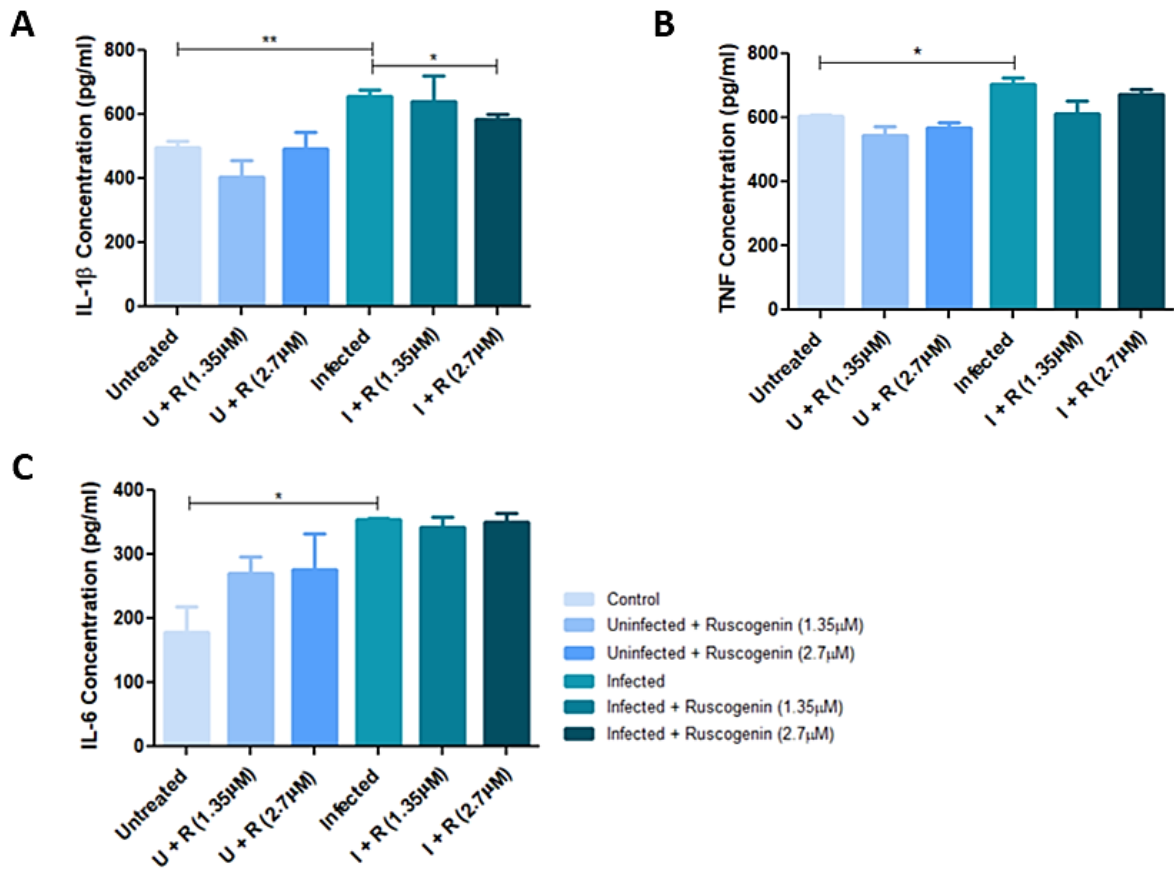 A
IL-1β Concentration (pg/ml)
800
600
400
200
0
**
*
Untreated
U + R (1.35μM)
U + R (2.7μM)
Infected
I + R (1.35μM)
I + R (2.7μM)
B
TNF Concentration (pg/ml)
800
600
400
200
0
*
Untreated
U + R (1.35μM)
U + R (2.7μM)
Infected
I + R (1.35μM)
I + R (2.7μM)
C
IL-6 Concentration (pg/ml)
400
300
200
100
0
*
Untreated
U + R (1.35μM)
U + R (2.7μM)
Infected
I + R (1.35μM)
I + R (2.7μM)
Control
Uninfected + Ruscogenin (1.35μM)
Uninfected + Ruscogenin (2.7μM)
Infected
Infected + Ruscogenin (1.35μM)
Infected + Ruscogenin (2.7μM)